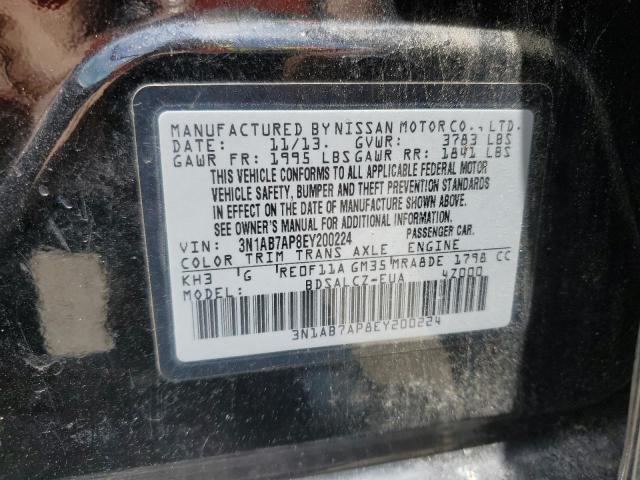 MANUFACTURED BY NISSAN MOTOR CO., LTD.
DATE: 11/13. GVWR: 3783 LBS
GAWR FR: 1995 LBS GAWR RR: 1841 LBS
THIS VEHICLE CONFORMS TO ALL APPLICABLE FEDERAL MOTOR
VEHICLE SAFETY, BUMPER AND THEFT PREVENTION STANDARDS
IN EFFECT ON THE DATE OF MANUFACTURE SHOWN ABOVE.
SEE OWNER'S MANUAL FOR ADDITIONAL INFORMATION.
VIN: 3N1AB7AP8EY200224 PASSENGER CAR.
COLOR TRIM TRANS AXLE ENGINE
KH3 G RE0F11A GM35 MRA8DE 1798 CC
MODEL: BDSALCZ-EUA 4Z000
3N1AB7AP8EY200224